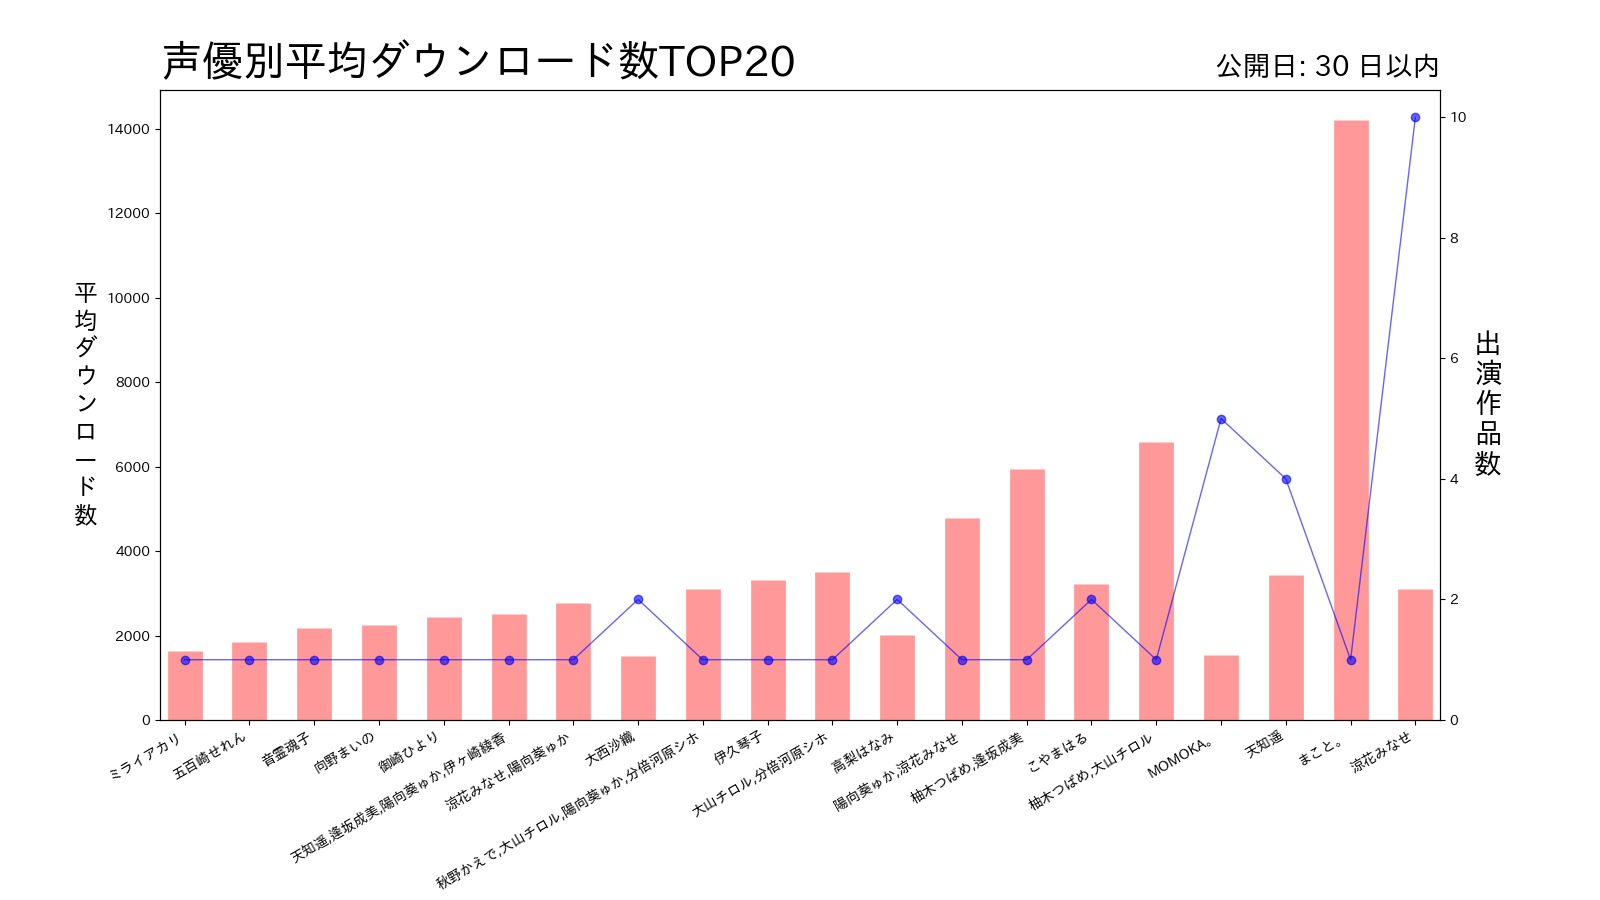 声優別平均ダウンロード数TOP20
公開日: 30 日以内
平均ダウンロード数
14000
12000
10000
8000
6000
4000
2000
0
10
8
6
4
2
0
出演作品数
ミライアカリ
五百崎せれん
音霊魂子
向野まいの
御崎ひより
天知遥,逢坂成美,陽向葵ゅか,伊ヶ崎綾香
涼花みなせ,陽向葵ゅか
大西沙織
秋野かえで,大山チロル,陽向葵ゅか,分倍河原シホ
伊久琴子
大山チロル,分倍河原シホ
高梨はなみ
陽向葵ゅか,涼花みなせ
柚木つばめ,逢坂成美
こやまはる
柚木つばめ,大山チロル
MOMOKA。
天知遥
まこと。
涼花みなせ